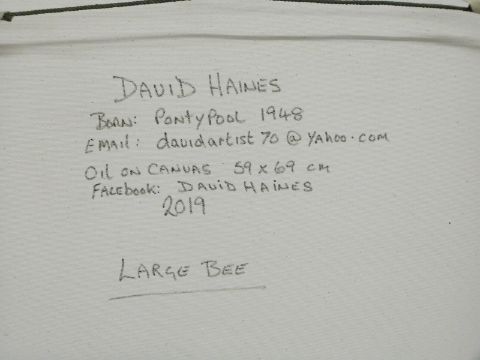 DAVID HAINES
BORN: PONTYPOOL 1948
EMAIL: davidartist70@yahoo.com
OIL ON CANVAS 59 x 69 cm
FACEBOOK: DAVID HAINES
2019
LARGE BEE